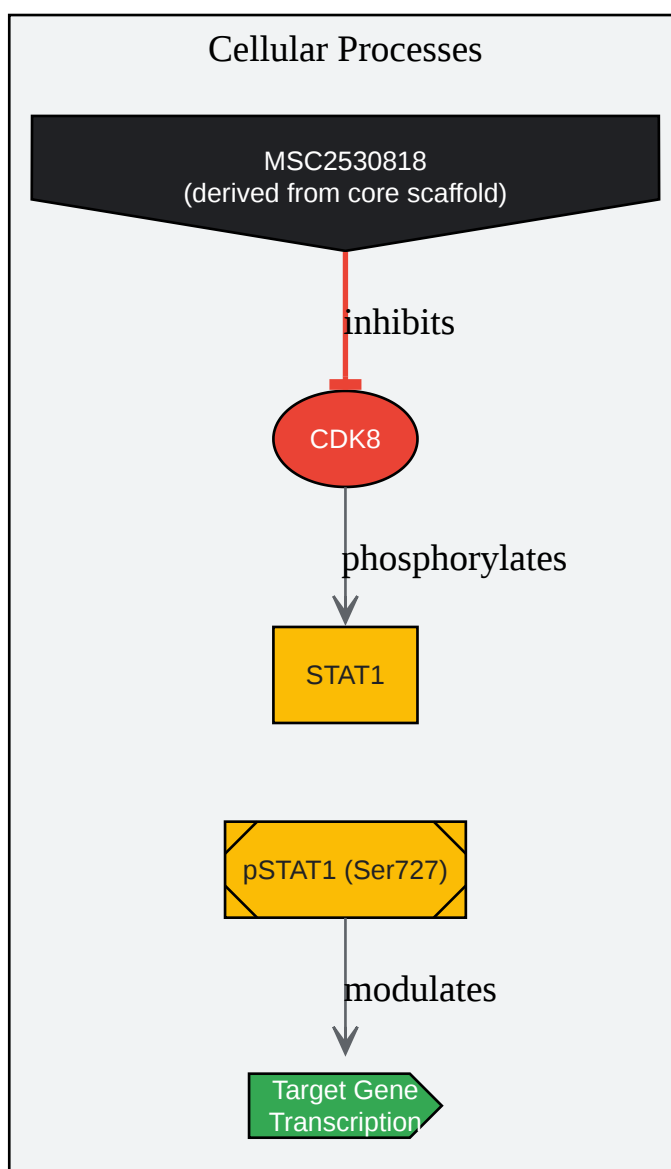 Cellular Processes
MSC2530818
(derived from core scaffold)
inhibits
CDK8
phosphorylates
STAT1
pSTAT1 (Ser727)
modulates
Target Gene
Transcription